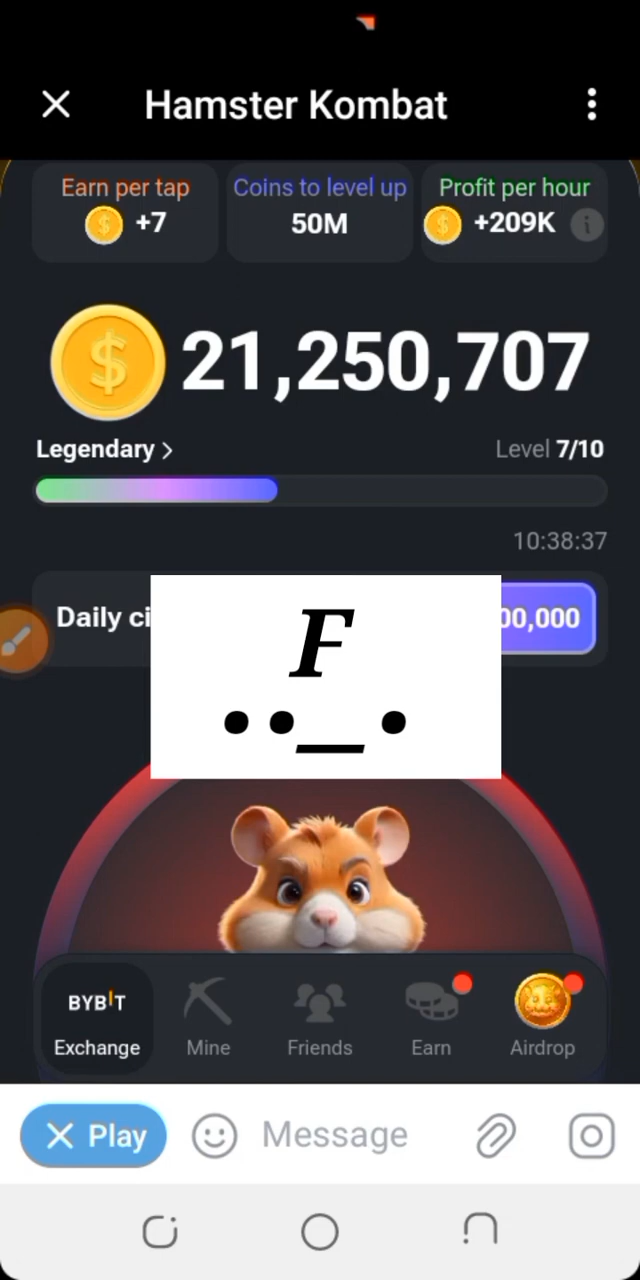 Hamster Kombat
Earn per tap Coins to level up Profit per hour
+7 50M +209K
21,250,707
Legendary > Level 7/10
10:38:37
Daily ci 00,000
F
••_•
BYBIT
Exchange Mine Friends Earn Airdrop
Play Message